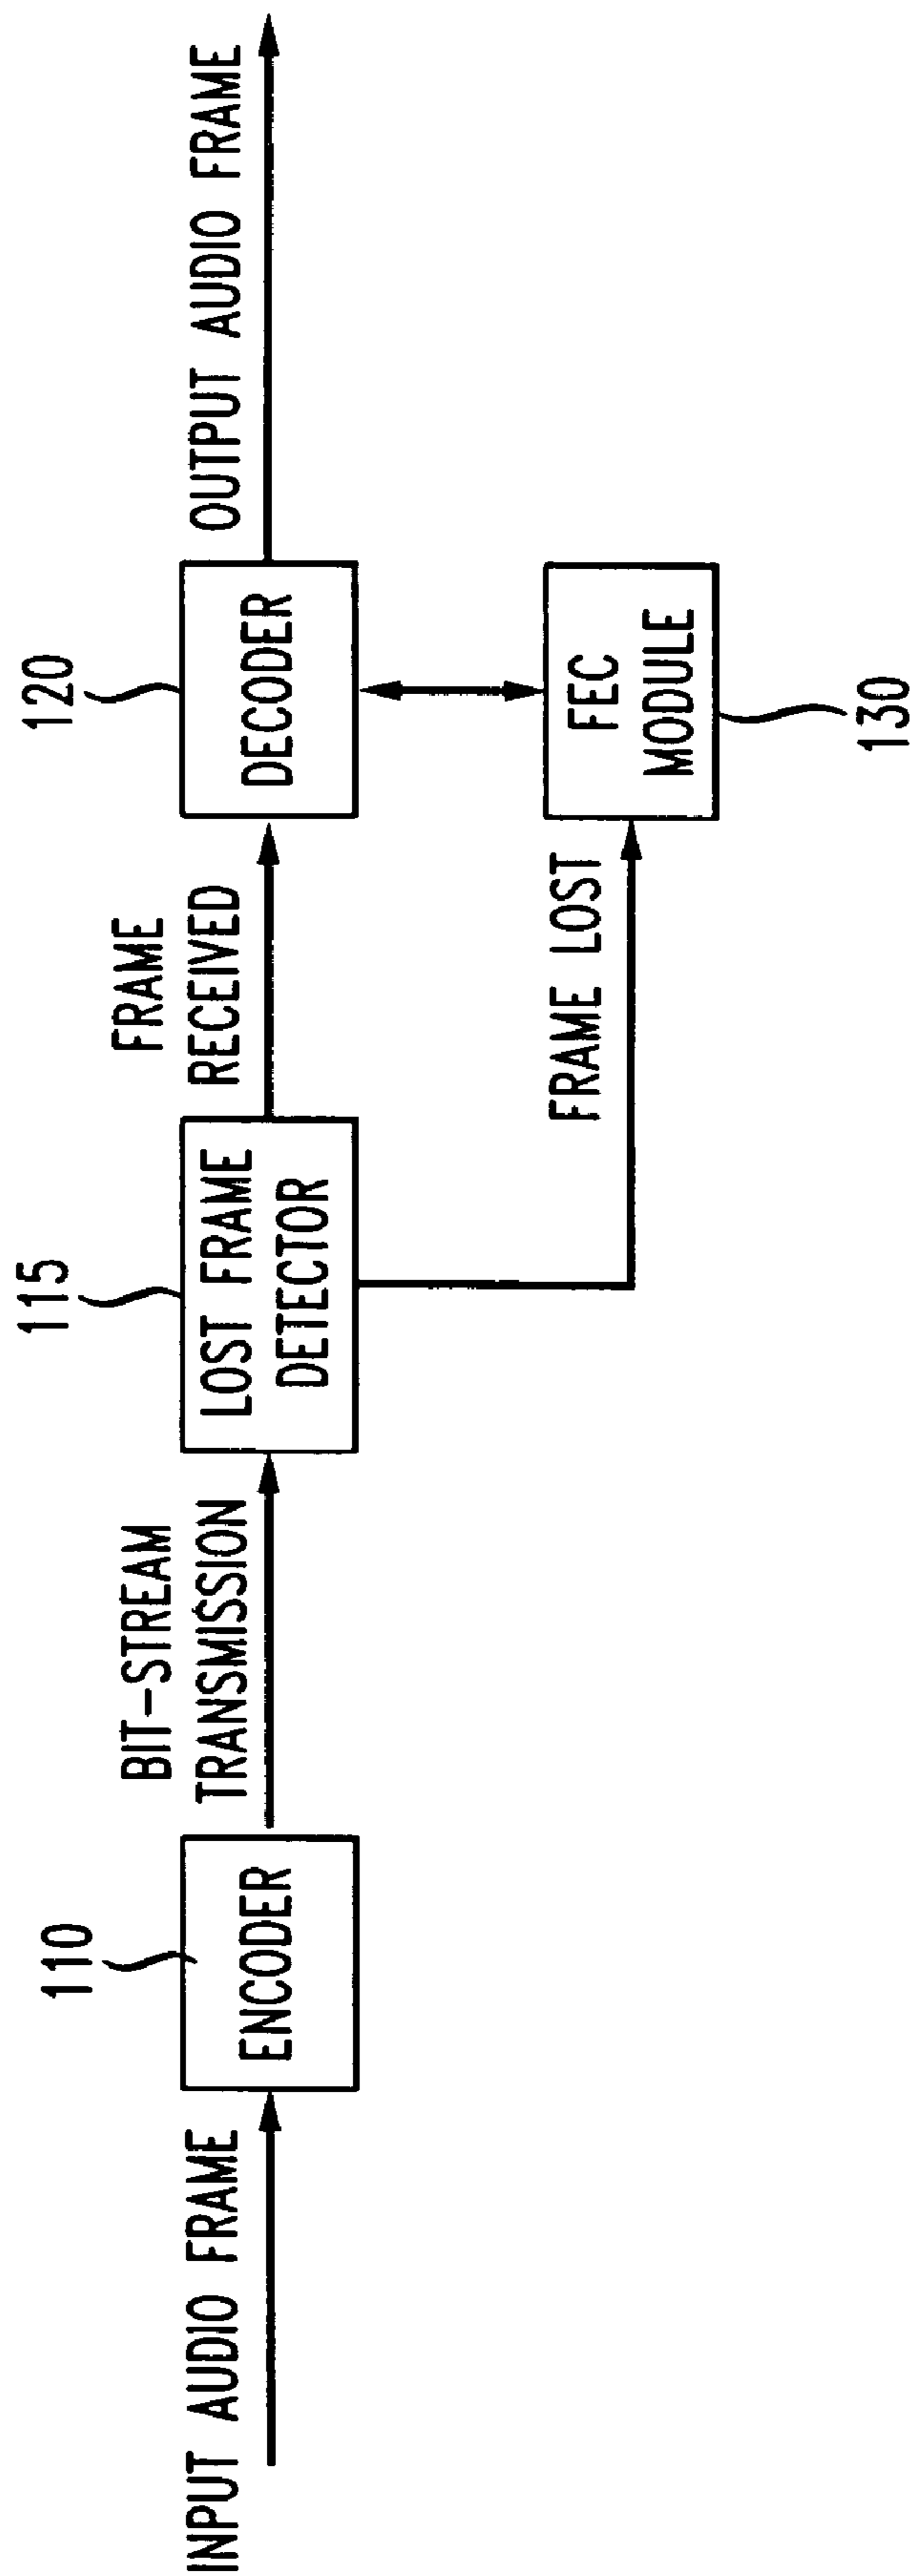 INPUT AUDIO FRAME
110
ENCODER
BIT-STREAM
TRANSMISSION
115
LOST FRAME
DETECTOR
FRAME
RECEIVED
FRAME LOST
120
DECODER
FEC
MODULE
130
OUTPUT AUDIO FRAME